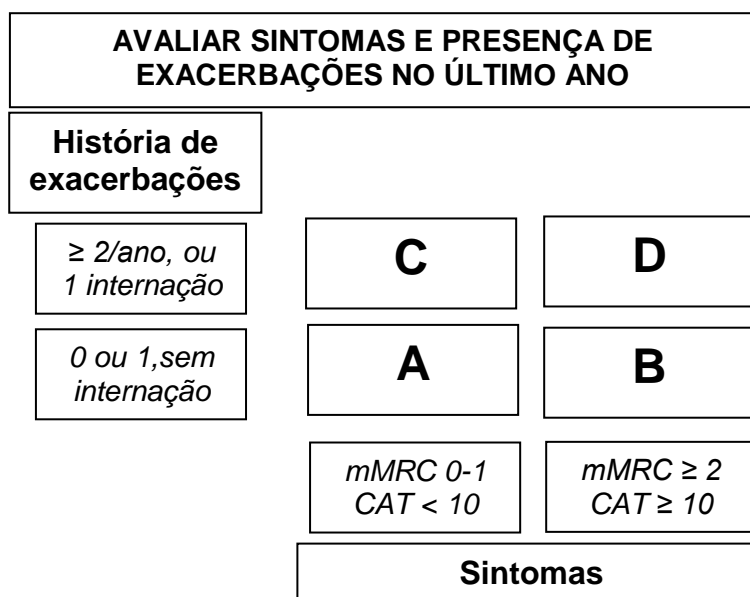 AVALIAR SINTOMAS E PRESENÇA DE
EXACERBAÇÕES NO ÚLTIMO ANO
História de
exacerbações
≥ 2/ano, ou
1 internação
C
D
0 ou 1,sem
internação
A
B
mMRC 0-1
CAT < 10
mMRC ≥ 2
CAT ≥ 10
Sintomas